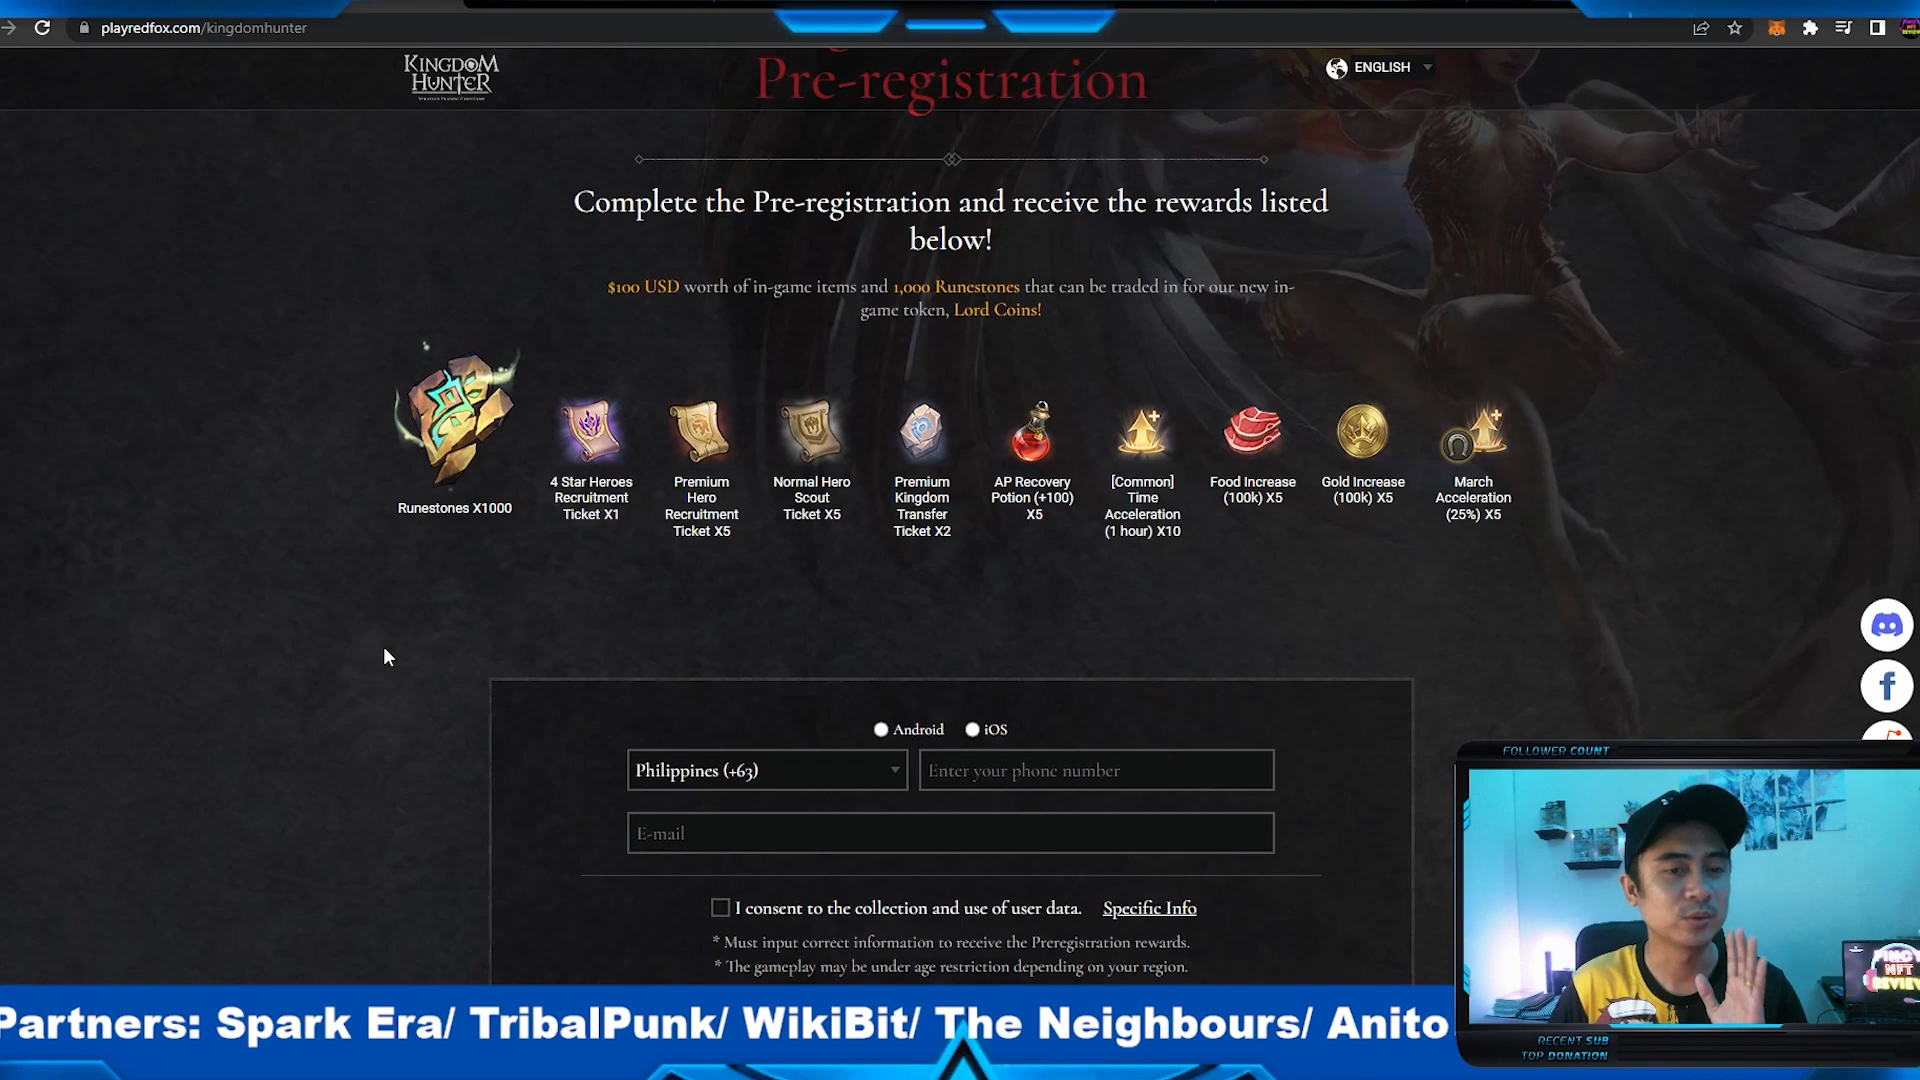 playredfox.com/kingdomhunter
KINGDOM
HUNTER
Pre-registration
ENGLISH
Complete the Pre-registration and receive the rewards listed
below!
$100 USD worth of in-game items and 1,000 Runestones that can be traded in for our new in-
game token, Lord Coins!
Runestones X1000
4 Star Heroes
Recruitment
Ticket X1
Premium
Hero
Recruitment
Ticket X5
Normal Hero
Scout
Ticket X5
Premium
Kingdom
Transfer
Ticket X2
AP Recovery
Potion (+100)
X5
[Common]
Time
Acceleration
(1 hour) X10
Food Increase
(100k) X5
Gold Increase
(100k) X5
March
Acceleration
(25%) X5
Android
iOS
Philippines (+63)
Enter your phone number
E-mail
I consent to the collection and use of user data. Specific Info
* Must input correct information to receive the Preregistration rewards.
* The gameplay may be under age restriction depending on your region.
FOLLOWER COUNT
NFT
REVIEW
Partners: Spark Era/ TribalPunk/ WikiBit/ The Neighbours/ Anito
RECENT SUB
TOP DONATION